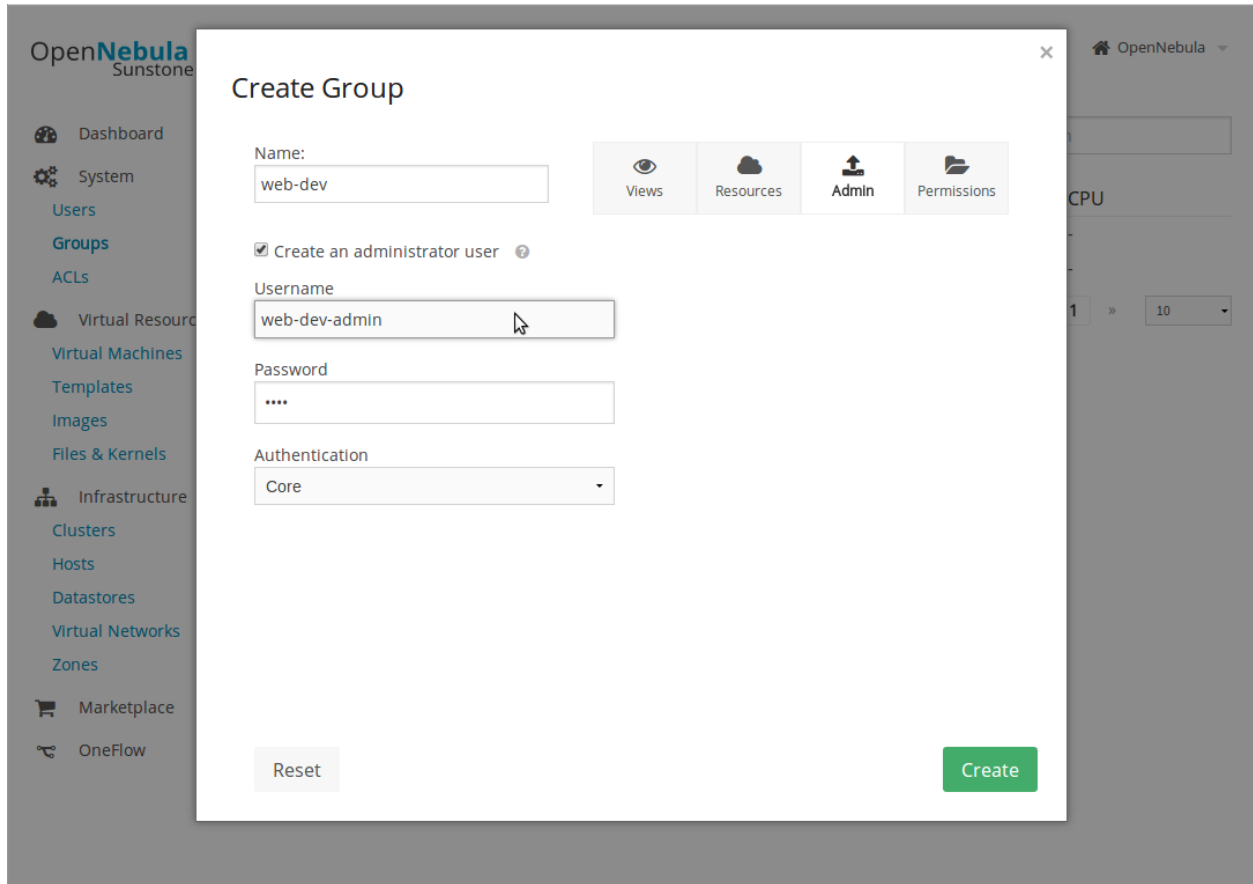 OpenNebula
Sunstone
OpenNebula
Dashboard
System
Users
Groups
ACLs
Virtual Resourc
Virtual Machines
Templates
Images
Files & Kernels
Infrastructure
Clusters
Hosts
Datastores
Virtual Networks
Zones
Marketplace
OneFlow
×
Create Group
Name:
web-dev
Views
Resources
Admin
Permissions
Create an administrator user
Username
web-dev-admin
Password
••••
Authentication
Core
Reset
Create
CPU
-
-
1 » 10